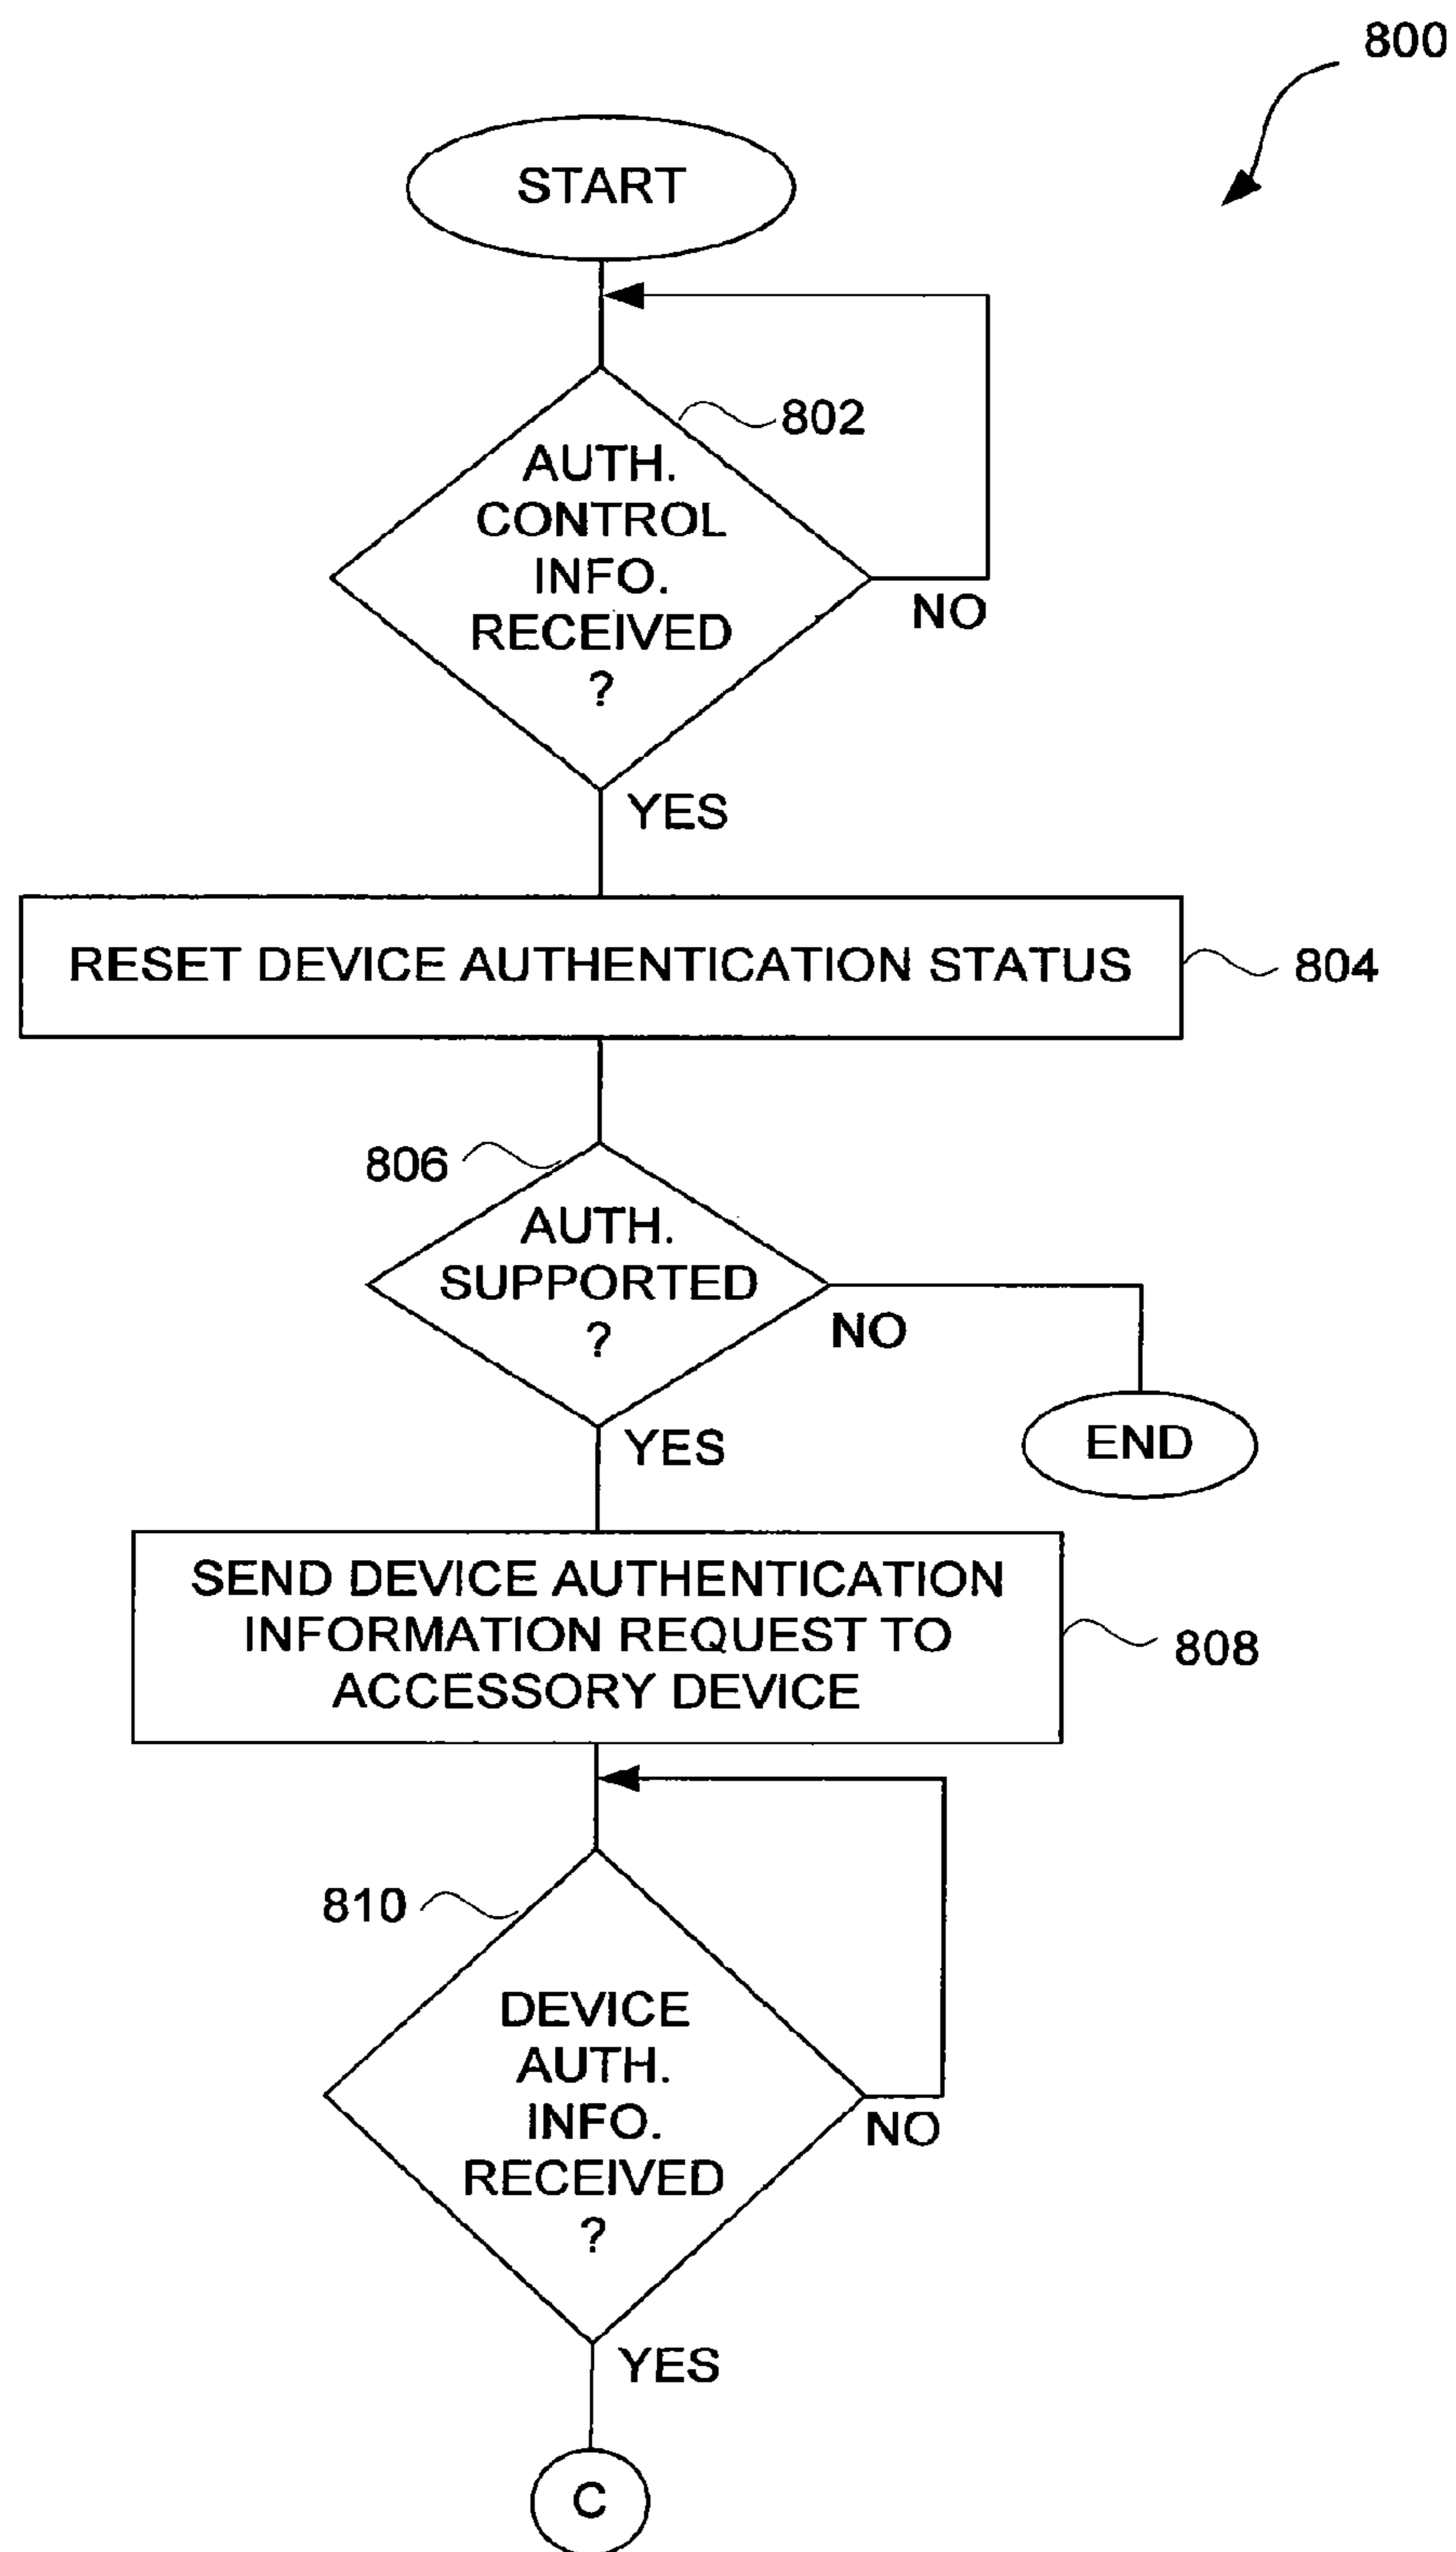 800
START
802
AUTH.
CONTROL
INFO.
RECEIVED
?
NO
YES
RESET DEVICE AUTHENTICATION STATUS
804
806
AUTH.
SUPPORTED
?
NO
YES
END
SEND DEVICE AUTHENTICATION
INFORMATION REQUEST TO
ACCESSORY DEVICE
808
810
DEVICE
AUTH.
INFO.
RECEIVED
?
NO
YES
C